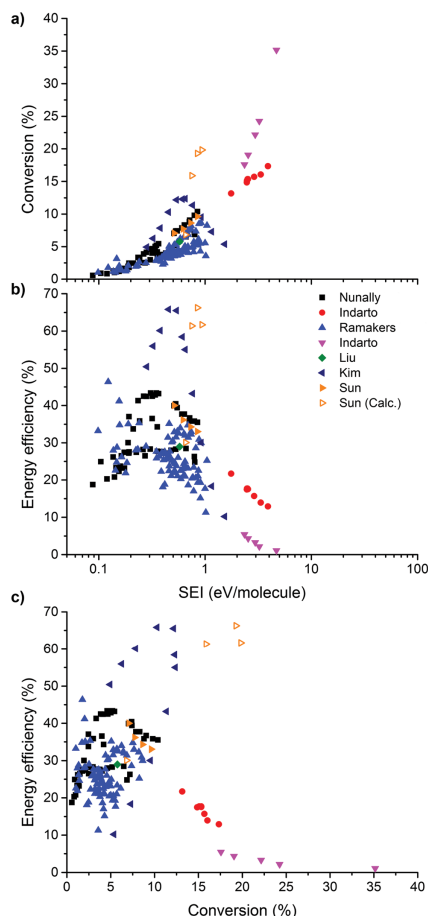 a)
40
35
30
25
20
15
10
5
0
Conversion (%)
b)
70
60
50
40
30
20
10
0
Energy efficiency (%)
Nunally
Indarto
Ramakers
Indarto
Liu
Kim
Sun
Sun (Calc.)
0.1 1 10 100
SEI (eV/molecule)
c)
70
60
50
40
30
20
10
0
Energy efficiency (%)
0 5 10 15 20 25 30 35 40
Conversion (%)